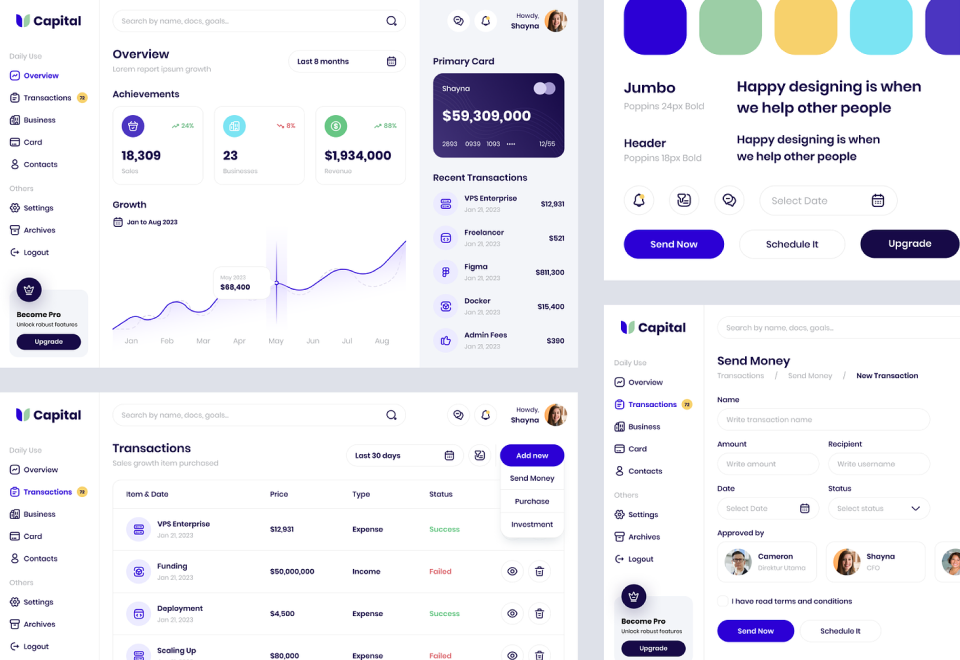 Capital
Daily Use
Overview
Transactions 72
Business
Card
Contacts
Others
Settings
Archives
Logout
Become Pro
Unlock robust features
Upgrade
Search by name, docs, goals...
Overview
Lorem report ipsum growth
Last 8 months
Achievements
24%
18,309
Sales
8%
23
Businesses
88%
$1,934,000
Revenue
Growth
Jan to Aug 2023
May 2023
$68,400
Jan Feb Mar Apr May Jun Jul Aug
Howdy,
Shayna
Primary Card
Shayna
$59,309,000
2693 0939 1093 •••• 12/55
Recent Transactions
VPS Enterprise
Jan 21, 2023
$12,931
Freelancer
Jan 21, 2023
$521
Figma
Jan 21, 2023
$811,300
Docker
Jan 21, 2023
$15,400
Admin Fees
Jan 21, 2023
$390
Jumbo
Poppins 24px Bold
Happy designing is when
we help other people
Header
Poppins 18px Bold
Happy designing is when
we help other people
Select Date
Send Now
Schedule It
Upgrade
Capital
Daily Use
Overview
Transactions 72
Business
Card
Contacts
Others
Settings
Archives
Logout
Search by name, docs, goals...
Howdy,
Shayna
Transactions
Sales growth item purchased
Last 30 days
Add new
Send Money
Purchase
Investment
Item & Date Price Type Status
VPS Enterprise
Jan 21, 2023
$12,931 Expense Success
Funding
Jan 21, 2023
$50,000,000 Income Failed
Deployment
Jan 21, 2023
$4,500 Expense Success
Scaling Up
Jan 21, 2023
$80,000 Expense Failed
Capital
Daily Use
Overview
Transactions 72
Business
Card
Contacts
Others
Settings
Archives
Logout
Become Pro
Unlock robust features
Upgrade
Search by name, docs, goals...
Send Money
Transactions / Send Money / New Transaction
Name
Write transaction name
Amount
Write amount
Recipient
Write username
Date
Select Date
Status
Select status
Approved by
Cameron
Direktur Utama
Shayna
CFO
I have read terms and conditions
Send Now
Schedule It